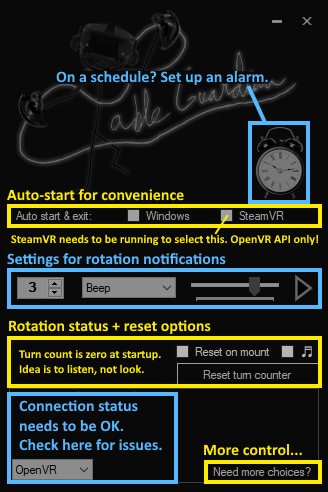 On a schedule? Set up an alarm.
able Guardian
Auto-start for convenience
Auto start & exit: Windows SteamVR
SteamVR needs to be running to select this. OpenVR API only!
Settings for rotation notifications
3 Beep
Rotation status + reset options
Turn count is zero at startup.
Idea is to listen, not look.
Reset on mount ♬
Reset turn counter
Connection status
needs to be OK.
Check here for issues.
OpenVR
More control...
Need more choices?